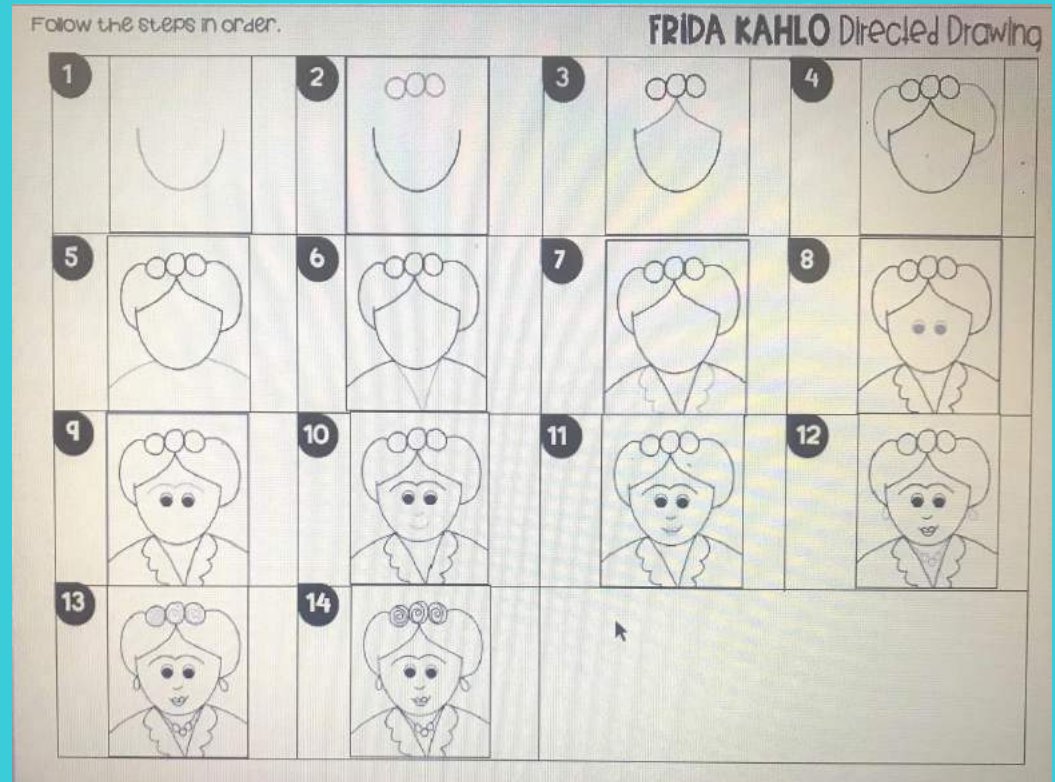 Follow the steps in order.
FRIDA KAHLO Directed Drawing
1 2 3 4
5 6 7 8
9 10 11 12
13 14